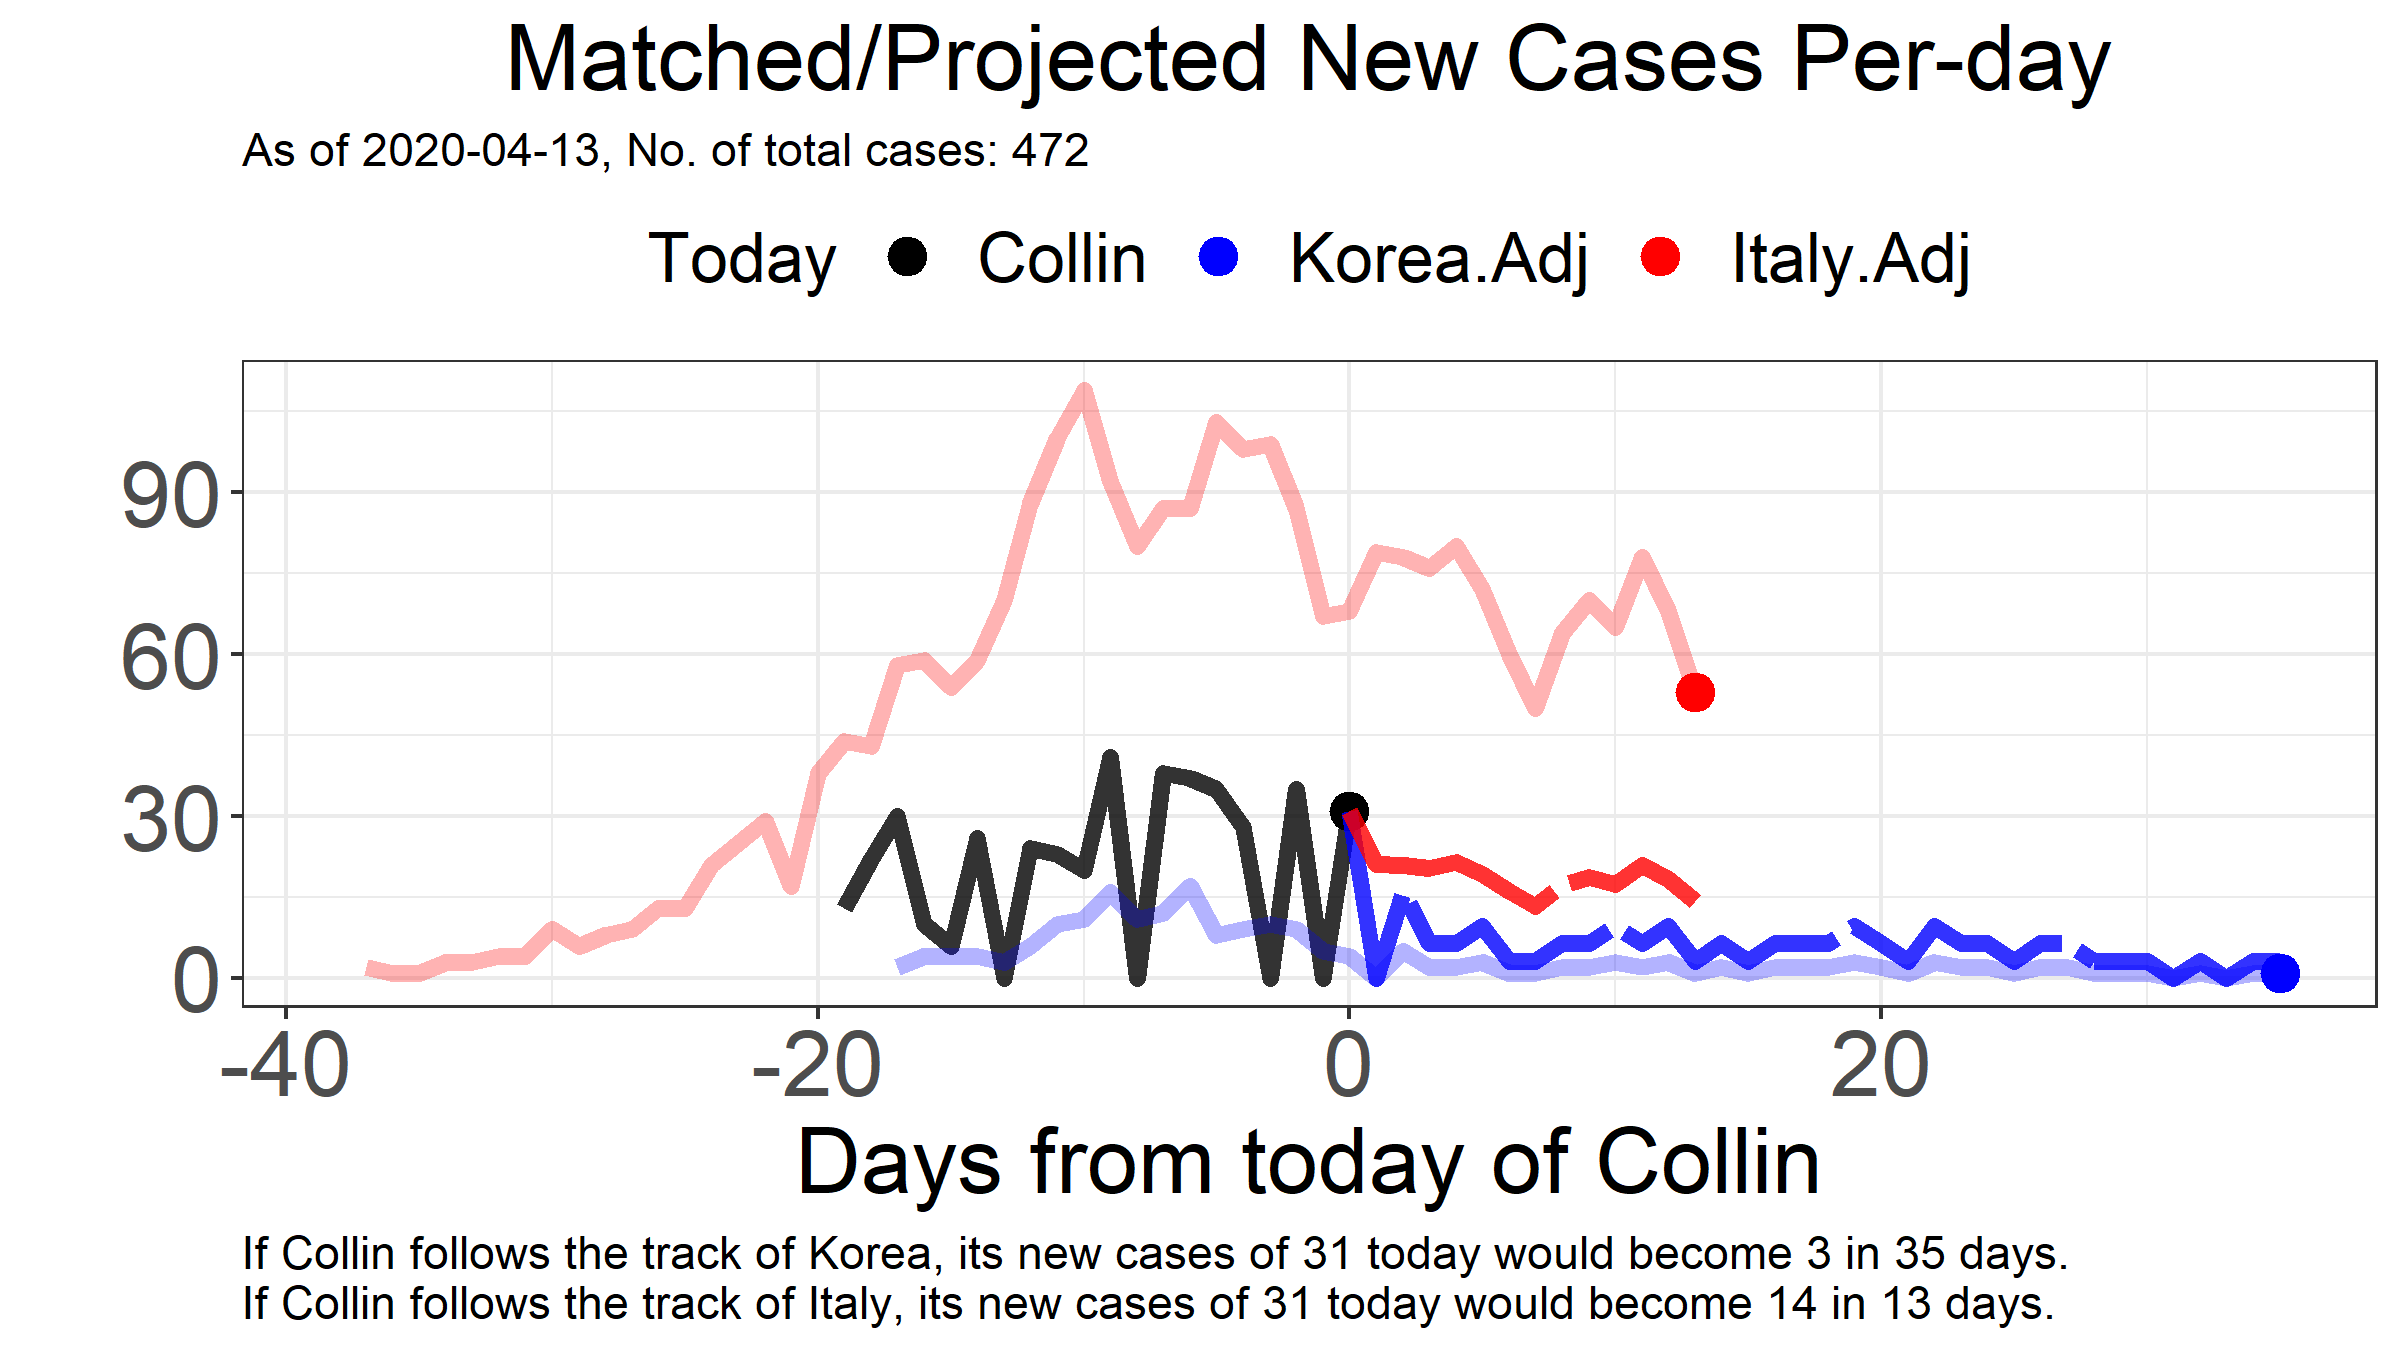 Matched/Projected New Cases Per-day
As of 2020-04-13, No. of total cases: 472
Today Collin Korea.Adj Italy.Adj
90
60
30
0
-40 -20 0 20
Days from today of Collin
If Collin follows the track of Korea, its new cases of 31 today would become 3 in 35 days.
If Collin follows the track of Italy, its new cases of 31 today would become 14 in 13 days.